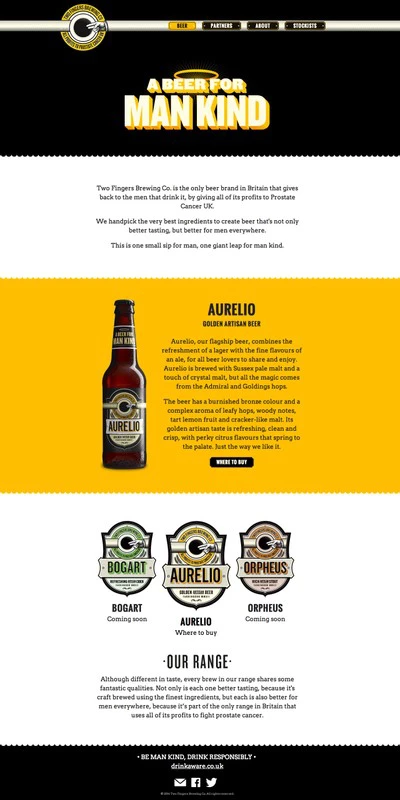 TWO FINGERS BREWING CO.
BEER
PARTNERS
ABOUT
STOCKISTS
A BEER FOR
MAN KIND
Two Fingers Brewing Co. is the only beer brand in Britain that gives
back to the men that drink it, by giving all of its profits to Prostate
Cancer UK.
We handpick the very best ingredients to create beer that's not only
better tasting, but better for men everywhere.
This is one small sip for man, one giant leap for man kind.
A BEER FOR
MAN KIND
AURELIO
AURELIO
GOLDEN ARTISAN BEER
Aurelio, our flagship beer, combines the
refreshment of a lager with the fine flavours of
an ale, for all beer lovers to share and enjoy.
Aurelio is brewed with Sussex pale malt and a
touch of crystal malt, but all the magic comes
from the Admiral and Goldings hops.
The beer has a burnished bronze colour and a
complex aroma of leafy hops, woody notes,
tart lemon fruit and cracker-like malt. Its
golden artisan taste is refreshing, clean and
crisp, with perky citrus flavours that spring to
the palate. Just the way we like it.
WHERE TO BUY
BOGART
AURELIO
ORPHEUS
BOGART
Coming soon
AURELIO
Where to buy
ORPHEUS
Coming soon
·OUR RANGE·
Although different in taste, every brew in our range shares some
fantastic qualities. Not only is each one better tasting, because it's
craft brewed using the finest ingredients, but each is also better for
men everywhere, because it's part of the only range in Britain that
uses all of its profits to fight prostate cancer.
• BE MAN KIND, DRINK RESPONSIBLY •
drinkaware.co.uk